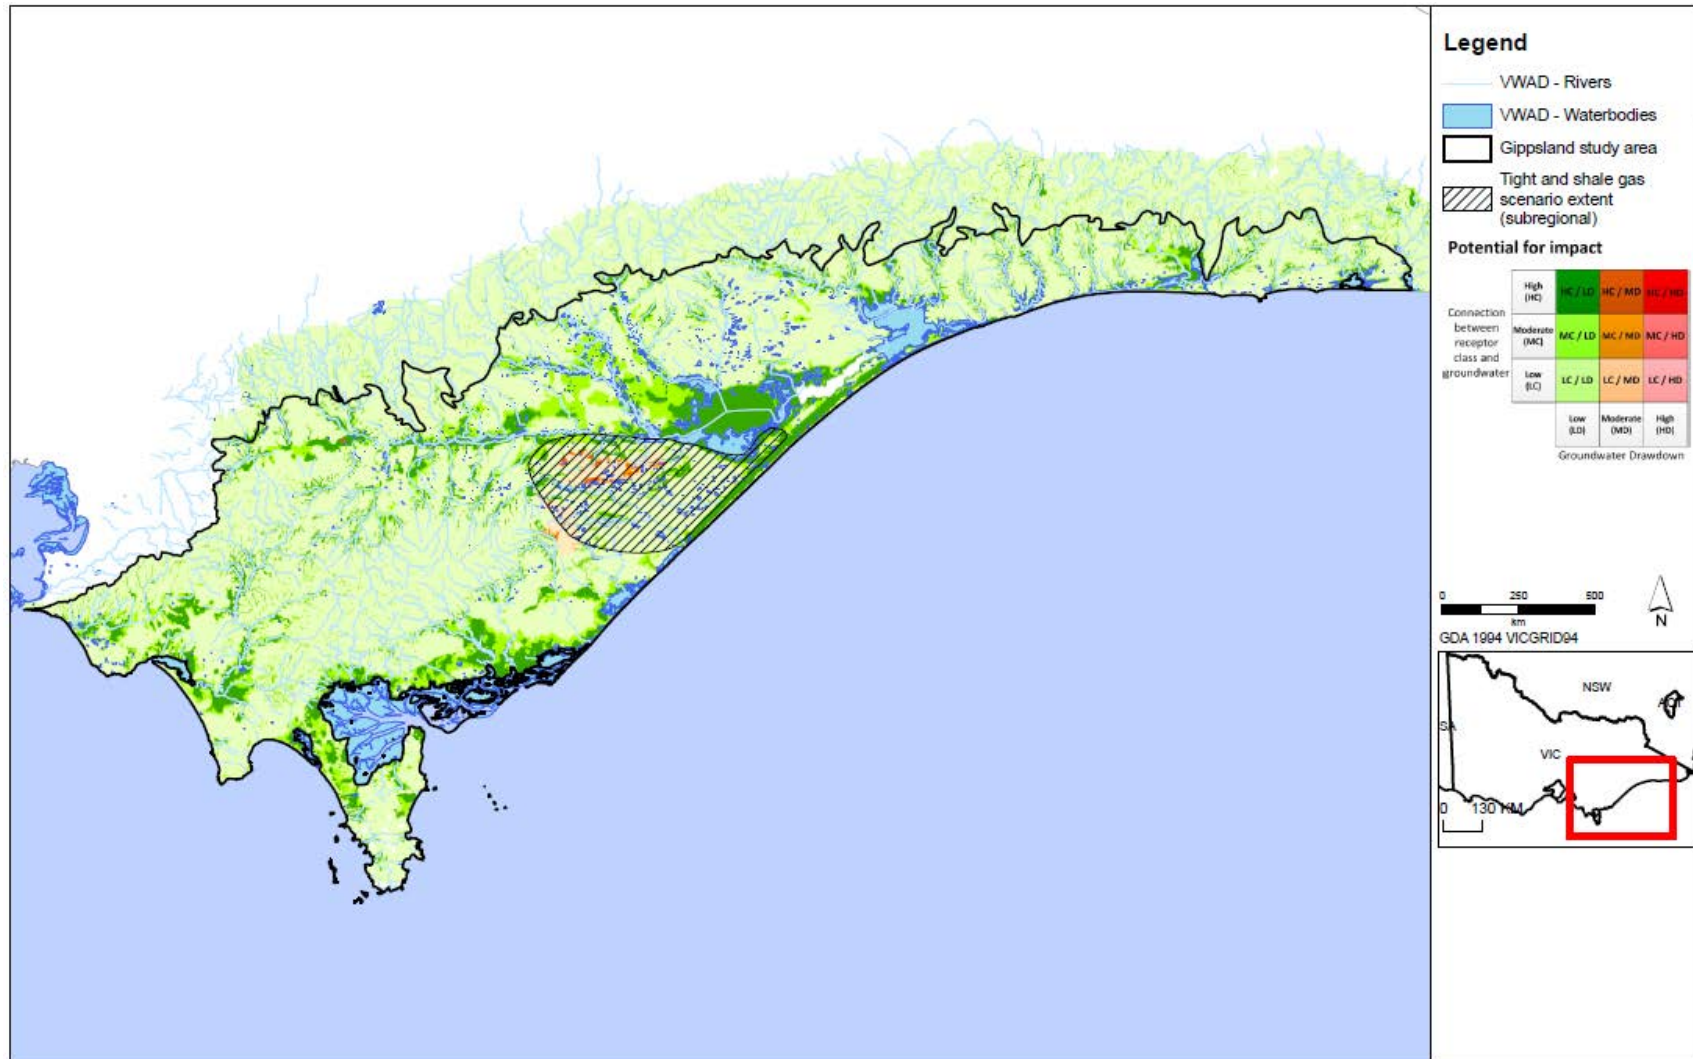 Legend
VWAD - Rivers
VWAD - Waterbodies
Gippsland study area
Tight and shale gas
scenario extent
(subregional)
Potential for impact
Connection
between
receptor
class and
groundwater
High
(HC)
HC / LD HC / MD HC / HD
Moderate
(MC)
MC / LD MC / MD MC / HD
Low
(LC)
LC / LD LC / MD LC / HD
Low
(LD)
Moderate
(MD)
High
(HD)
Groundwater Drawdown
0 250 500
km
N
GDA 1994 VICGRID94
NSW
ACT
SA
VIC
0 130 KM